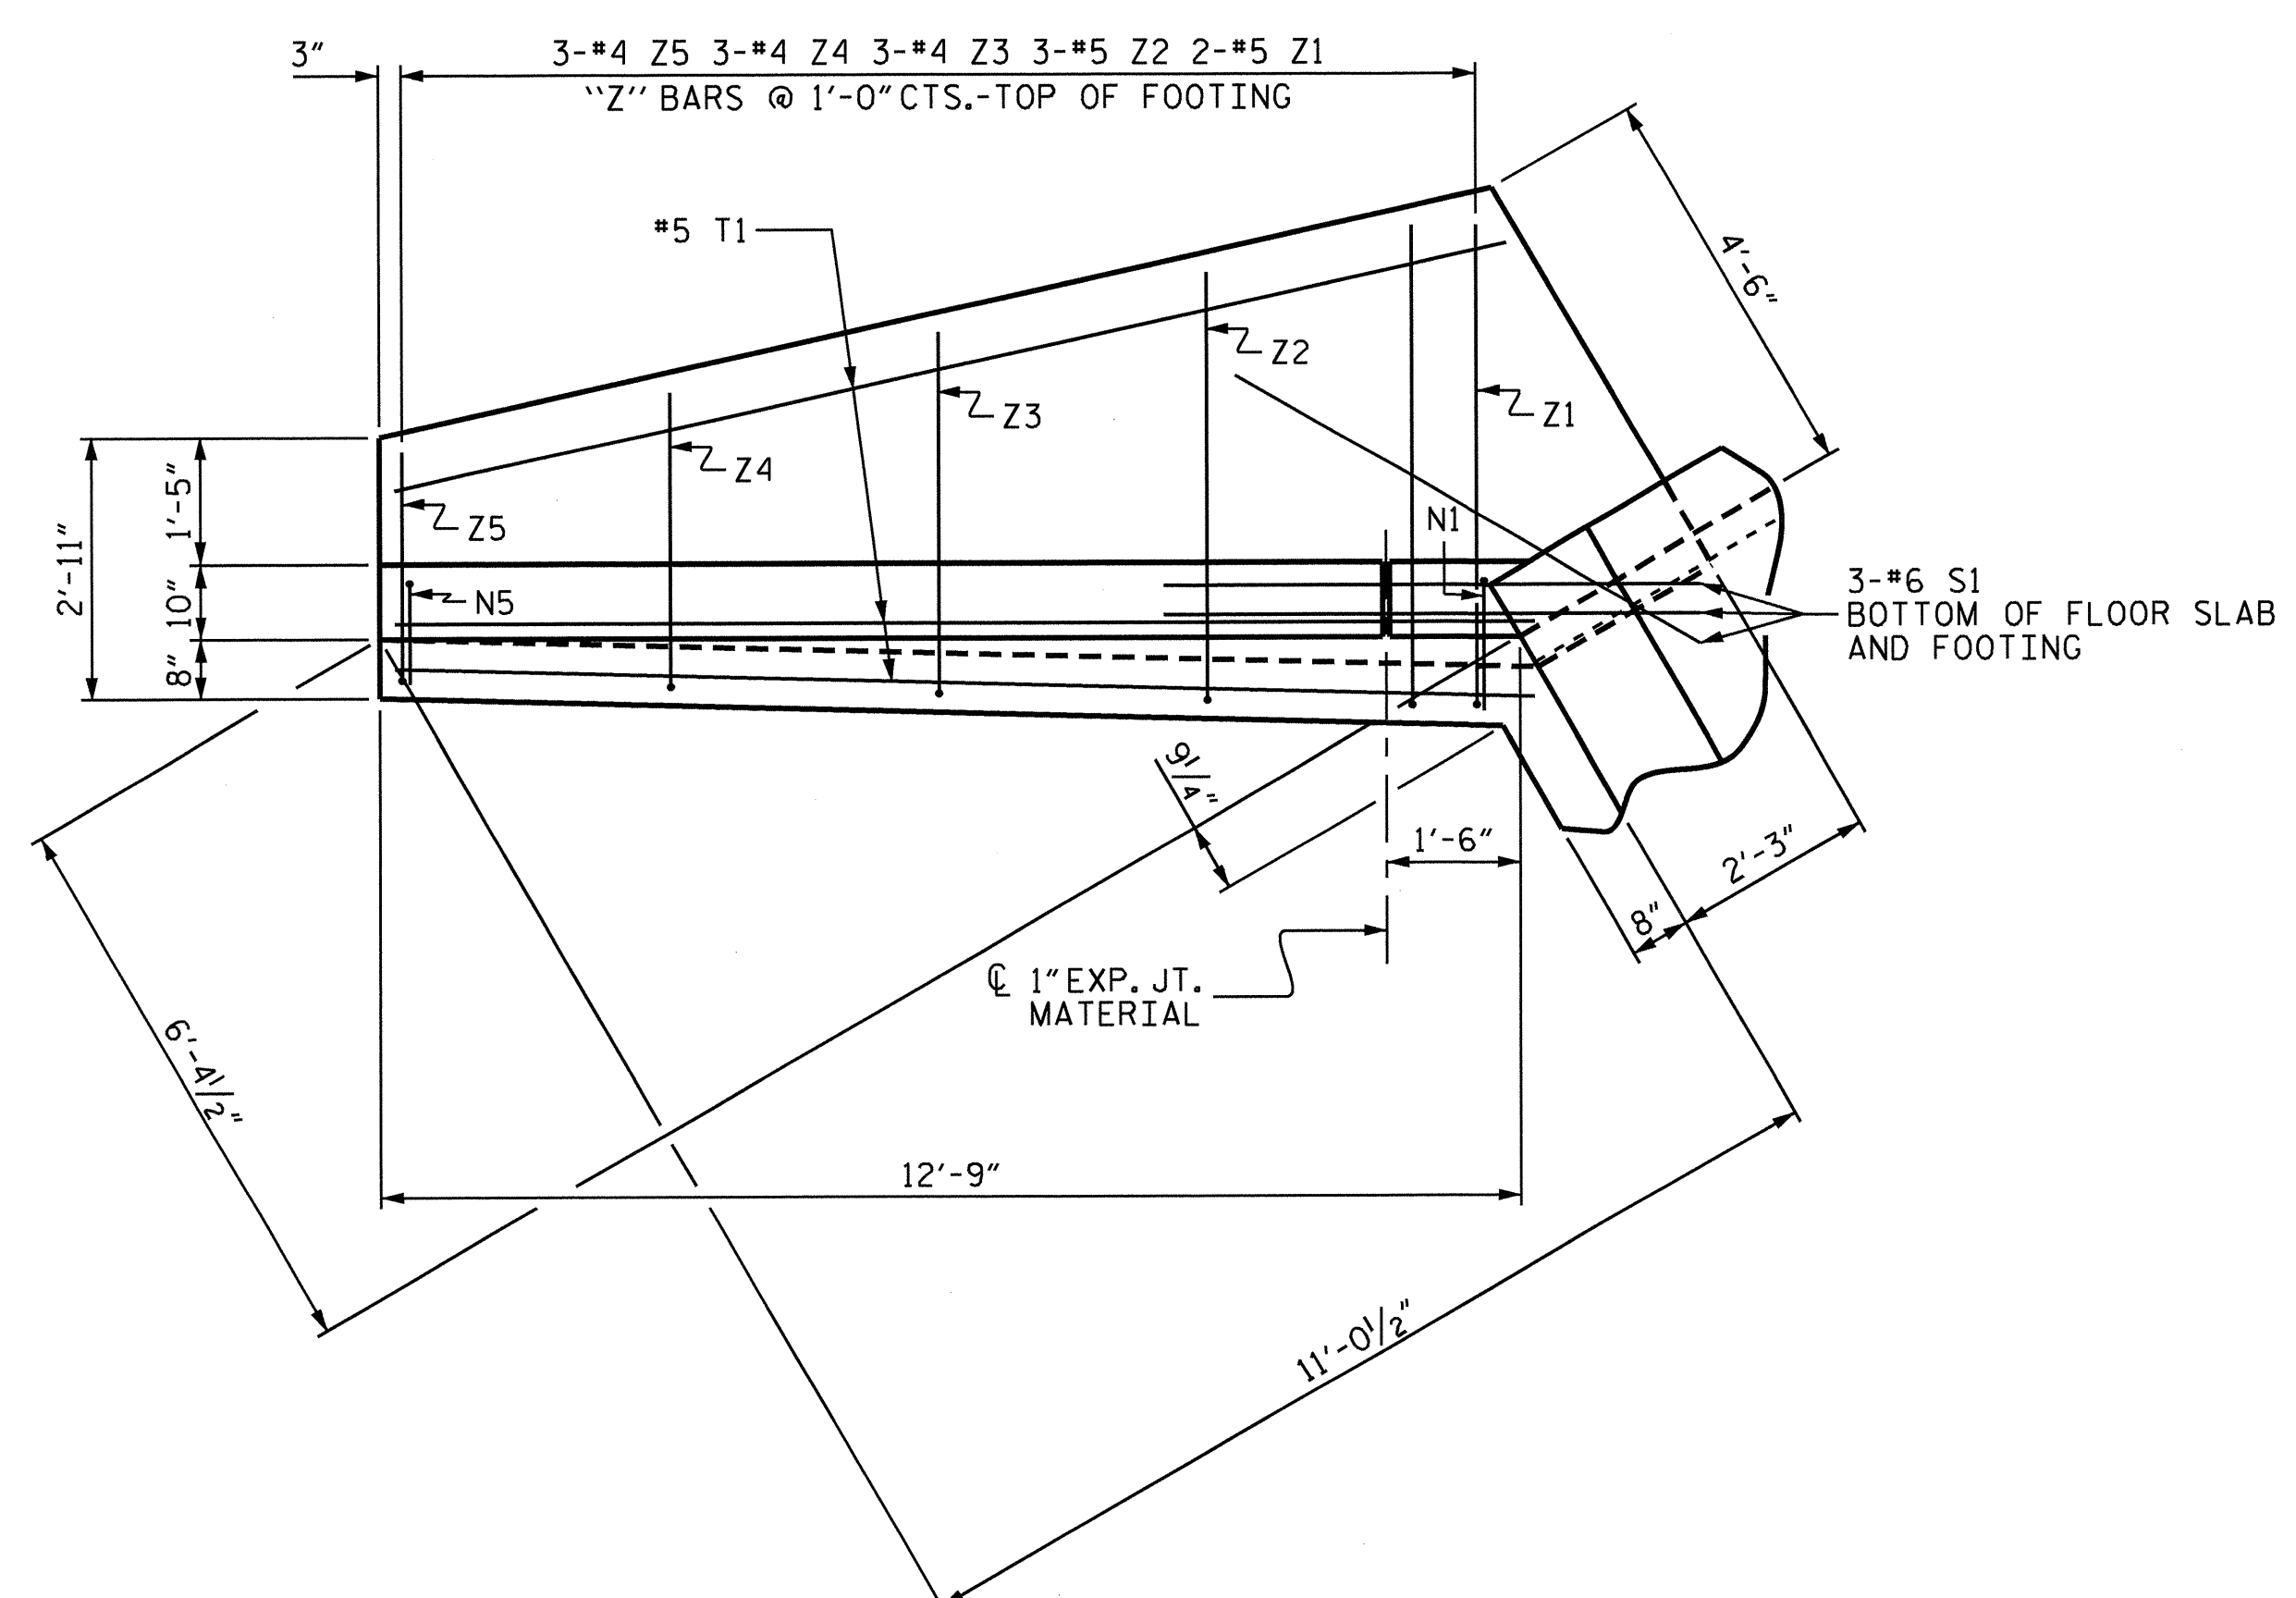 3"
3-#4 Z5 3-#4 Z4 3-#4 Z3 3-#5 Z2 2-#5 Z1
"Z" BARS @ 1'-0" CTS.-TOP OF FOOTING
#5 T1
4'-6"
Z2
Z1
Z3
Z4
Z5
N1
2'-11"
1'-5"
10"
8"
N5
3-#6 S1
BOTTOM OF FLOOR SLAB
AND FOOTING
9 1/4"
1'-6"
2'-3"
8"
℄ 1" EXP. JT.
MATERIAL
6'-4 1/2"
12'-9"
11'-0 1/2"